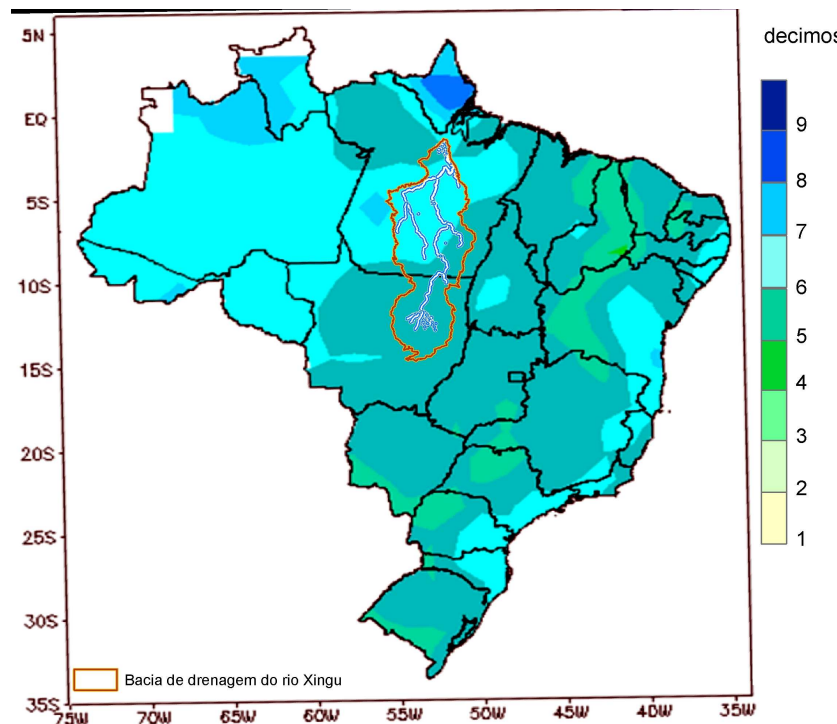 decimos
5N
EQ
5S
10S
15S
20S
25S
30S
35S
9
8
7
6
5
4
3
2
1
Bacia de drenagem do rio Xingu
75W 70W 65W 60W 55W 50W 45W 40W 35W